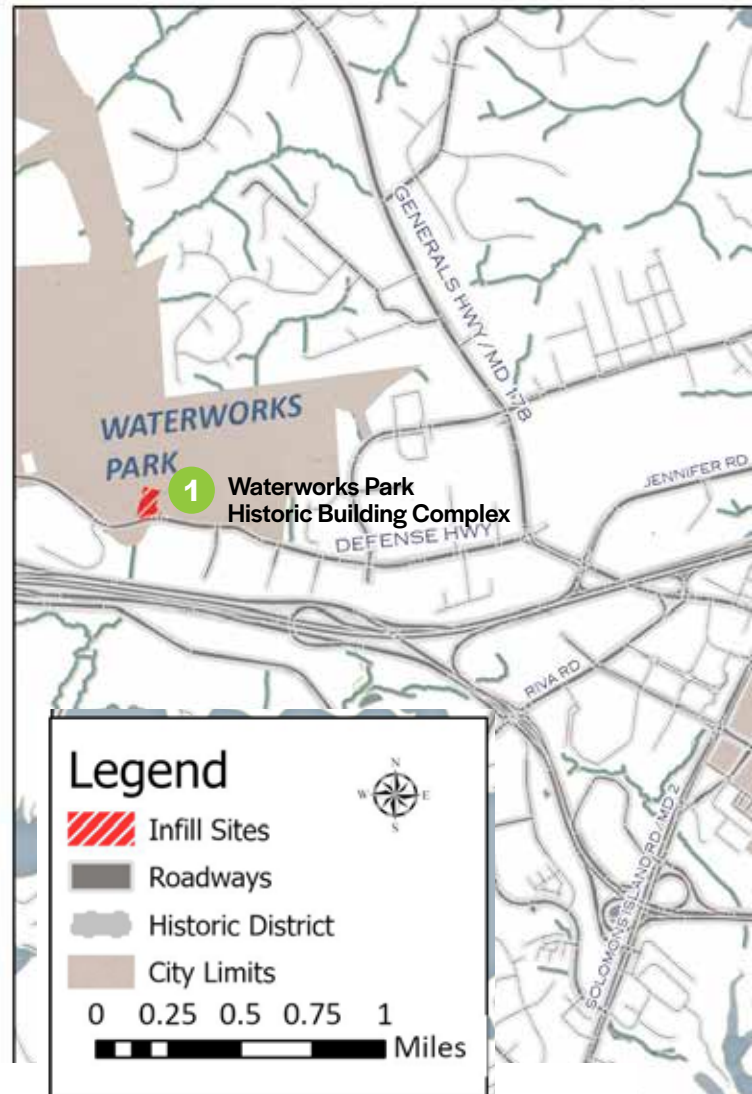 GENERALS HWY/MD 178
WATERWORKS
PARK
1
Waterworks Park
Historic Building Complex
JENNIFER RD
DEFENSE HWY
RIVA RD
SOLOMONS ISLAND RD/MD 2
Legend
N
W E
S
Infill Sites
Roadways
Historic District
City Limits
0 0.25 0.5 0.75 1
Miles